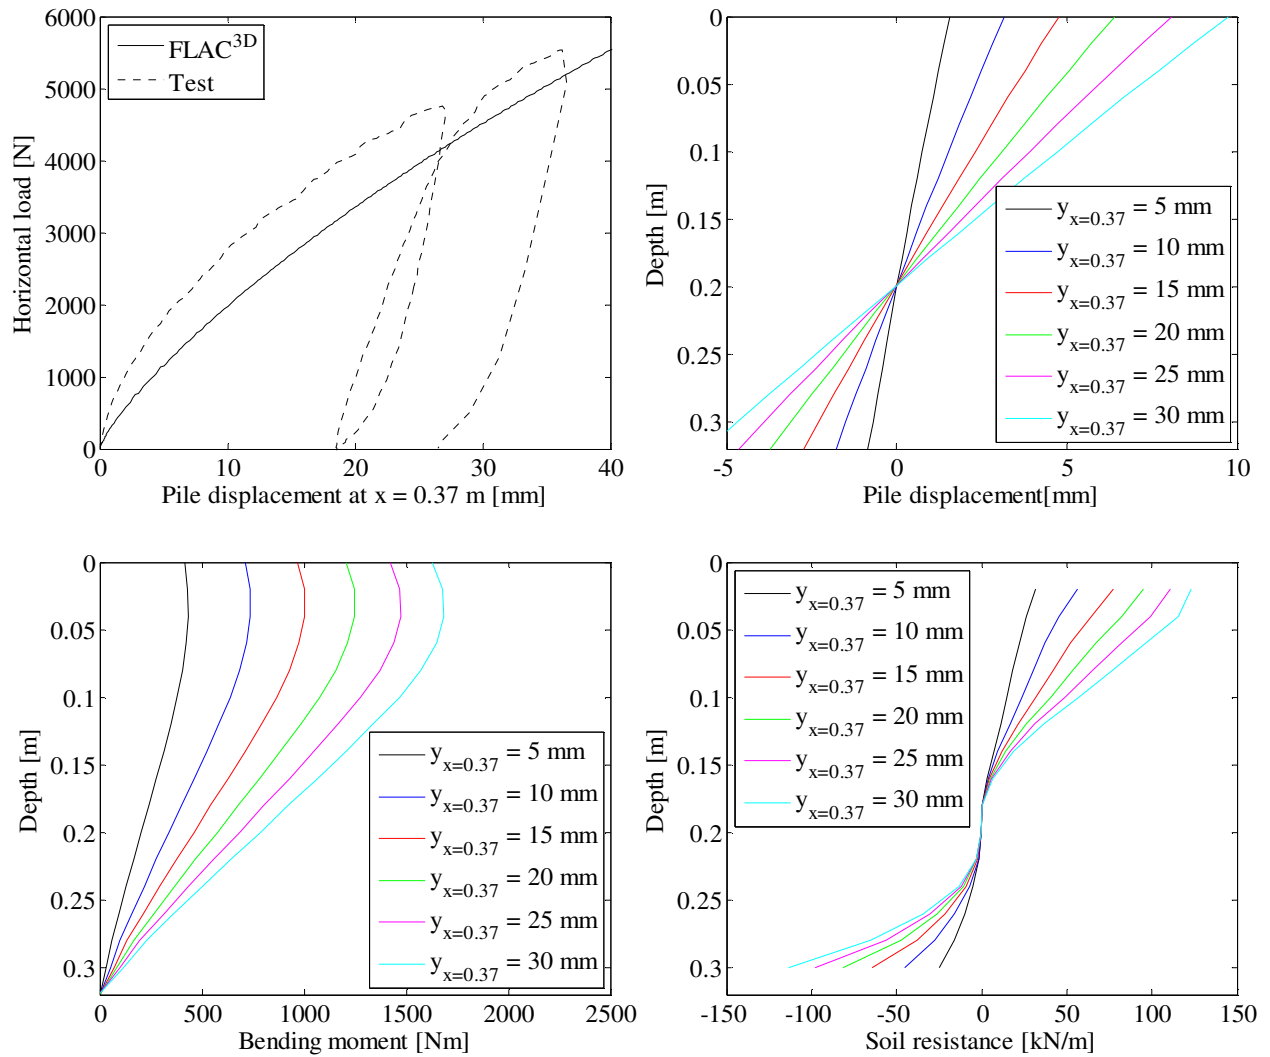 6000
5000
4000
3000
2000
1000
0
Horizontal load [N]
FLAC3D
Test
0 10 20 30 40
Pile displacement at x = 0.37 m [mm]
0
0.05
0.1
0.15
0.2
0.25
0.3
Depth [m]
yx=0.37 = 5 mm
yx=0.37 = 10 mm
yx=0.37 = 15 mm
yx=0.37 = 20 mm
yx=0.37 = 25 mm
yx=0.37 = 30 mm
-5 0 5 10
Pile displacement[mm]
0
0.05
0.1
0.15
0.2
0.25
0.3
Depth [m]
yx=0.37 = 5 mm
yx=0.37 = 10 mm
yx=0.37 = 15 mm
yx=0.37 = 20 mm
yx=0.37 = 25 mm
yx=0.37 = 30 mm
0 500 1000 1500 2000 2500
Bending moment [Nm]
0
0.05
0.1
0.15
0.2
0.25
0.3
Depth [m]
yx=0.37 = 5 mm
yx=0.37 = 10 mm
yx=0.37 = 15 mm
yx=0.37 = 20 mm
yx=0.37 = 25 mm
yx=0.37 = 30 mm
-150 -100 -50 0 50 100 150
Soil resistance [kN/m]